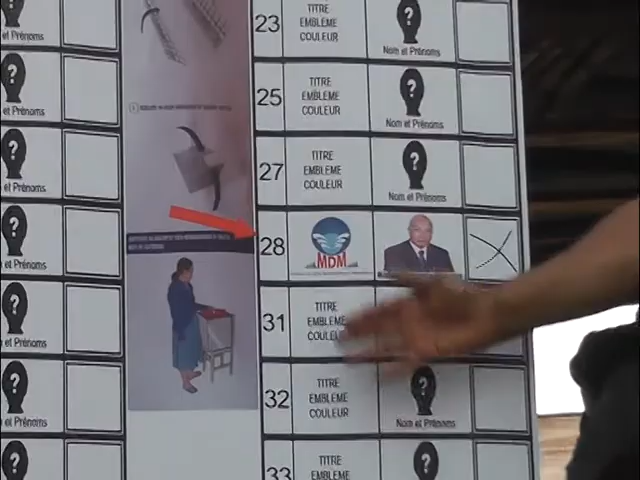 et Prénoms
et Prénoms
et Prénoms
et Prénoms
et Prénoms
et Prénoms
23
TITRE
EMBLEME
COULEUR
Nom et Prénoms
25
TITRE
EMBLEME
COULEUR
Nom et Prénoms
27
TITRE
EMBLEME
COULEUR
Nom et Prénoms
28
MDM
31
TITRE
EMBLEME
COULEUR
32
TITRE
EMBLEME
COULEUR
Nom et Prénoms
33
TITRE
EMBLEME